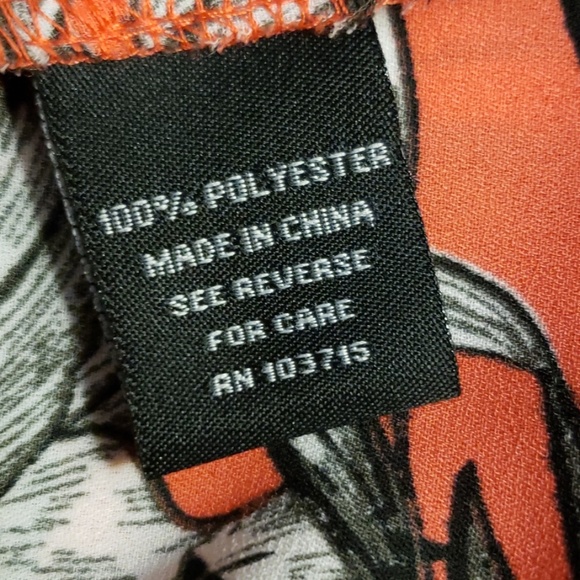 100% POLYESTER
MADE IN CHINA
SEE REVERSE
FOR CARE
RN 103715